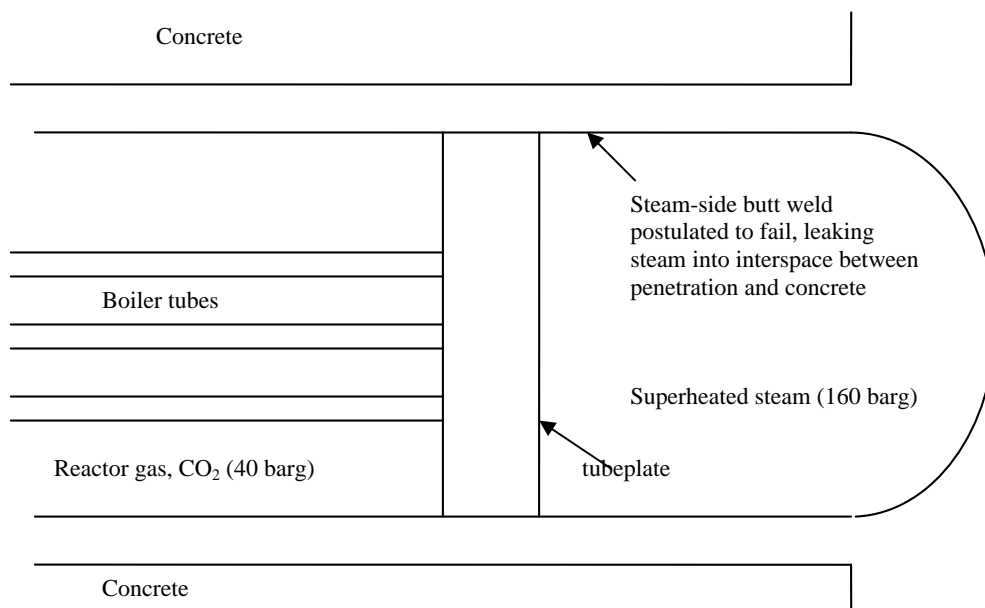 Concrete
Steam-side butt weld
postulated to fail, leaking
steam into interspace between
penetration and concrete
Boiler tubes
Superheated steam (160 barg)
Reactor gas, CO₂ (40 barg)
tubeplate
Concrete